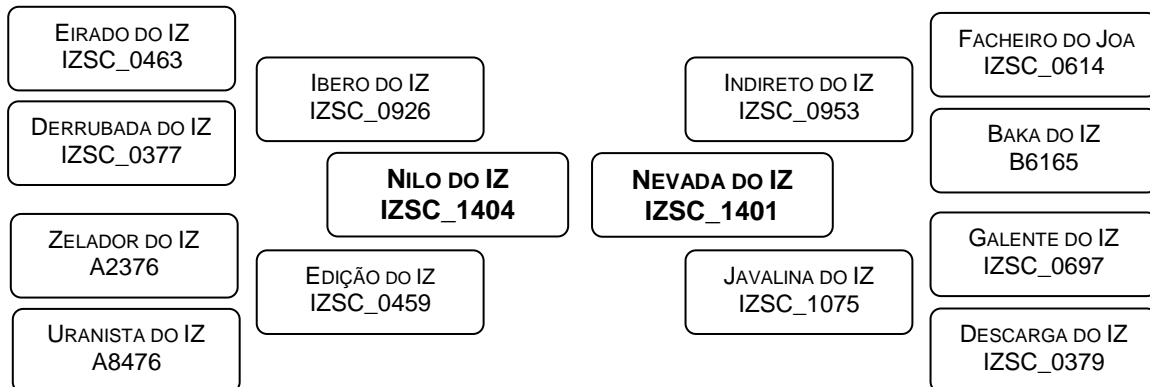 Eirado do IZ
IZSC_0463
Derrubada do IZ
IZSC_0377
Zelador do IZ
A2376
Uranista do IZ
A8476
Ibero do IZ
IZSC_0926
Edição do IZ
IZSC_0459
Nilo do IZ
IZSC_1404
Nevada do IZ
IZSC_1401
Indireto do IZ
IZSC_0953
Javalina do IZ
IZSC_1075
Facheiro do Joa
IZSC_0614
Baka do IZ
B6165
Galente do IZ
IZSC_0697
Descarga do IZ
IZSC_0379